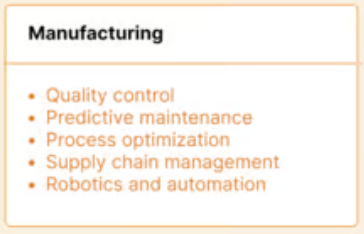 Manufacturing
• Quality control
• Predictive maintenance
• Process optimization
• Supply chain management
• Robotics and automation